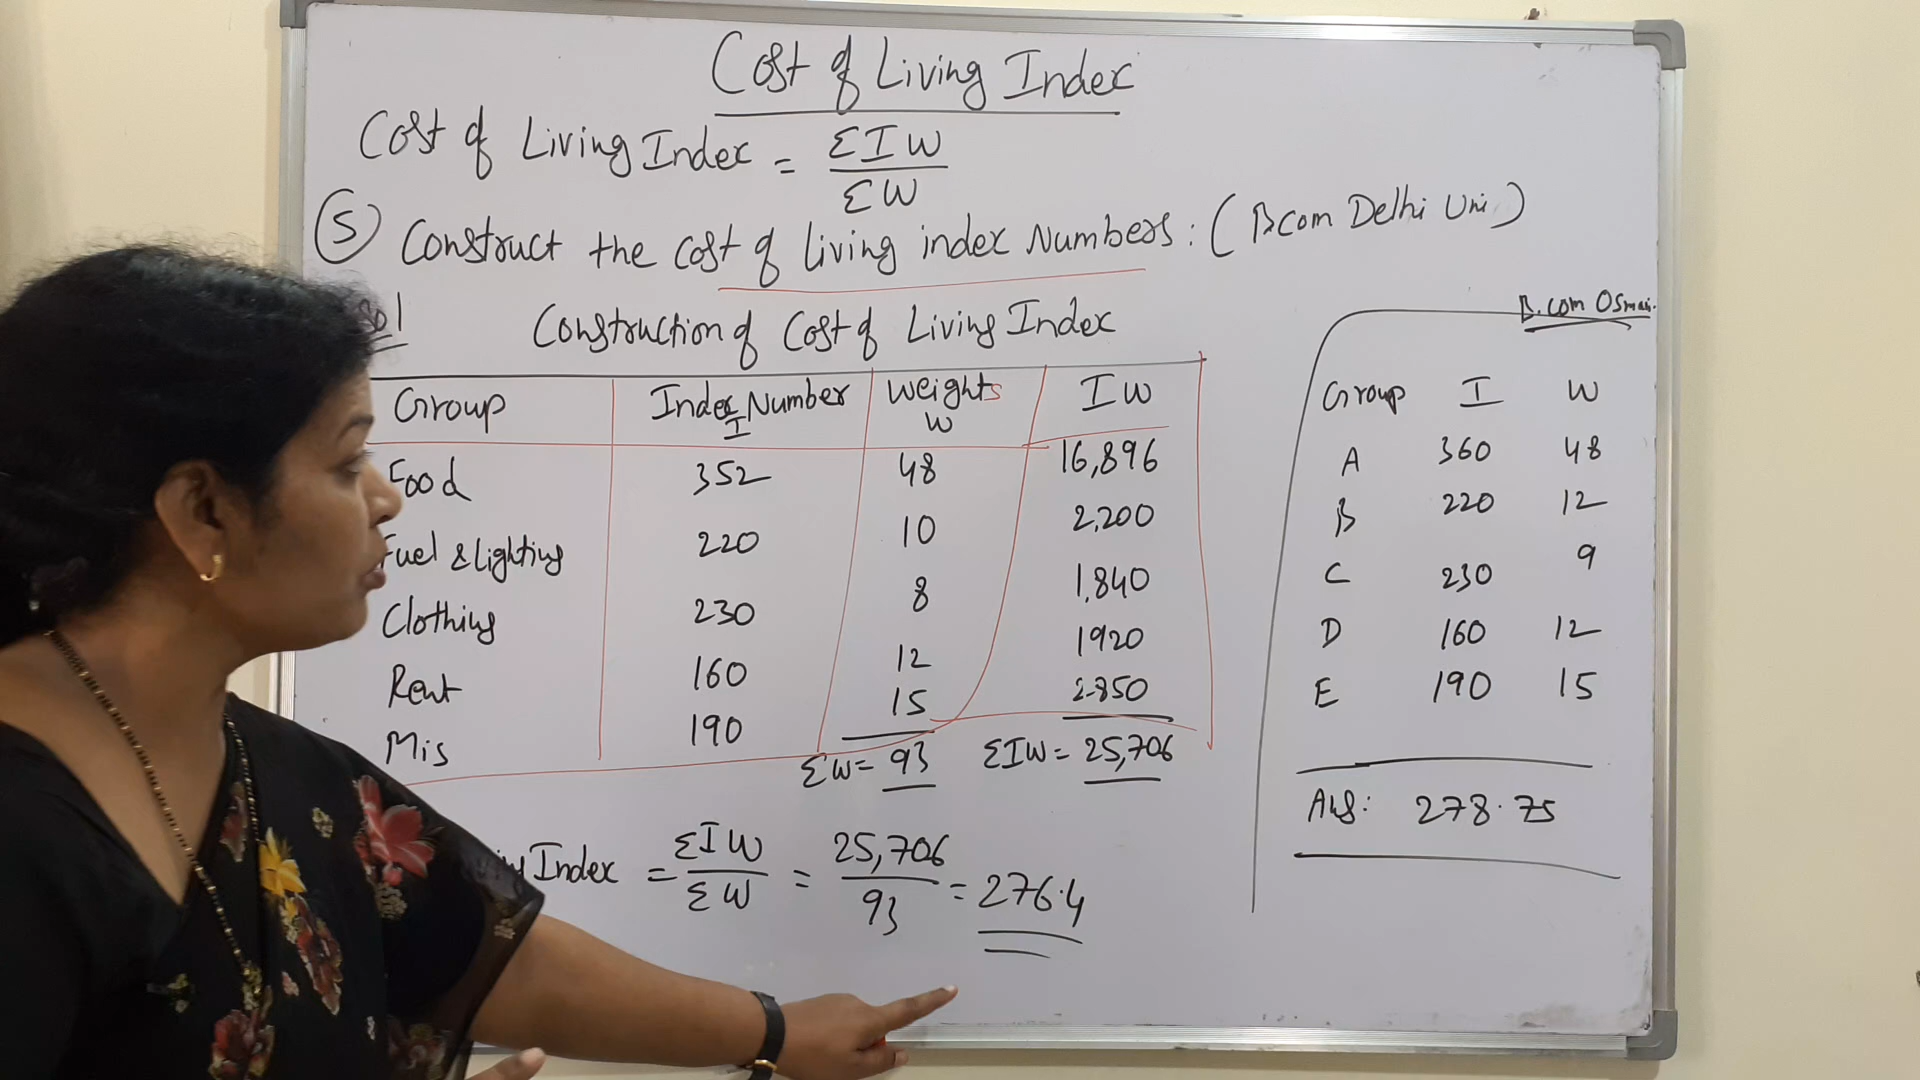 Cost of Living Index
Cost of Living Index = ΣIW / ΣW
(5) Construct the cost of living index Numbers: (B com Delhi Uni)
Sol Construction of Cost of Living Index
Group Index Number I Weights W IW
Food 352 48 16,896
Fuel & Lighting 220 10 2,200
Clothing 230 8 1,840
Rent 160 12 1920
Mis 190 15 2850
ΣW = 93 ΣIW = 25,706
Index = ΣIW / ΣW = 25,706 / 93 = 276.4
B.com Osmani.
Group I W
A 360 48
B 220 12
C 230 9
D 160 12
E 190 15
Ans: 278.75